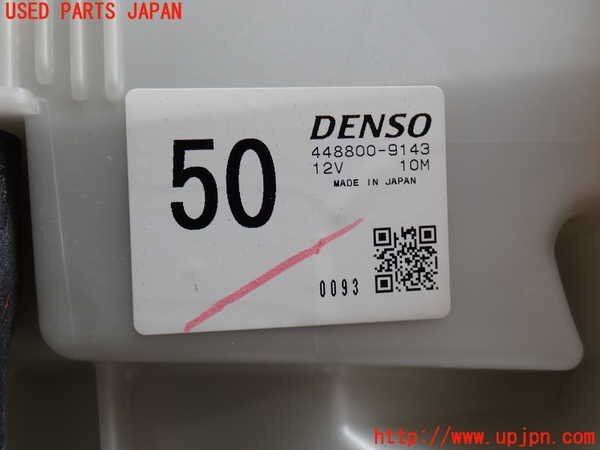 USED PARTS JAPAN
50
DENSO
448800-9143
12V 10M
MADE IN JAPAN
0093
http://www.upjpn.com/